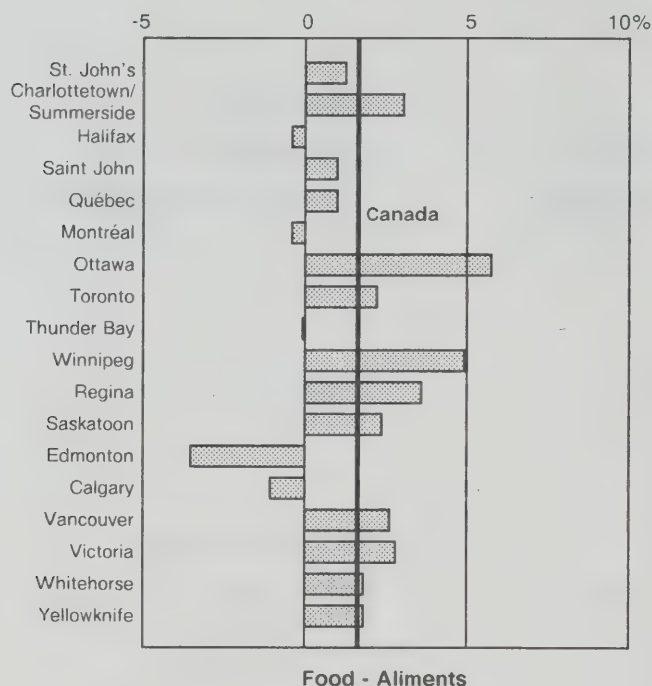 -5 0 5 10%
St. John's
Charlottetown/
Summerside
Halifax
Saint John
Québec
Canada
Montréal
Ottawa
Toronto
Thunder Bay
Winnipeg
Regina
Saskatoon
Edmonton
Calgary
Vancouver
Victoria
Whitehorse
Yellowknife
Food - Aliments